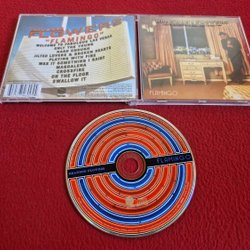 "FLAMINGO"
WELCOME TO FABULOUS LAS VEGAS
ONLY THE YOUNG
HARD ENOUGH
JILTED LOVERS & BROKEN HEARTS
PLAYING WITH FIRE
WAS IT SOMETHING I SAID?
MAGDALENA
CROSSFIRE
ON THE FLOOR
SWALLOW IT
FLAMINGO
BRANDON FLOWERS
FLAMINGO